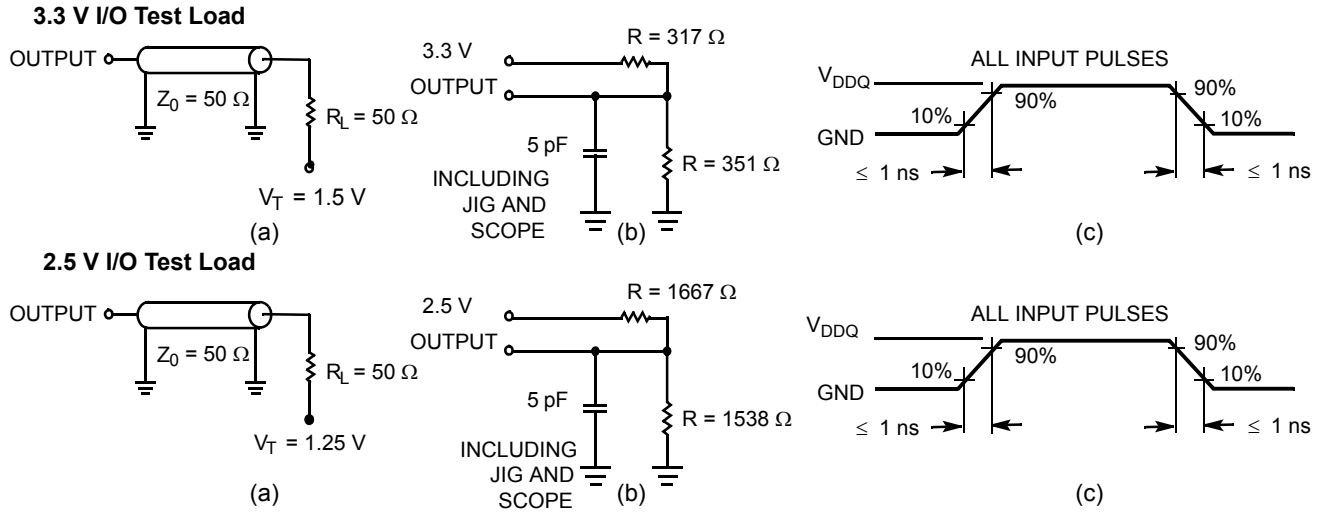 3.3 V I/O Test Load
OUTPUT
Z0 = 50 Ω
RL = 50 Ω
VT = 1.5 V
(a)
3.3 V
OUTPUT
R = 317 Ω
5 pF
INCLUDING
JIG AND
SCOPE
R = 351 Ω
(b)
ALL INPUT PULSES
VDDQ
GND
10%
90%
90%
10%
≤ 1 ns
≤ 1 ns
(c)
2.5 V I/O Test Load
OUTPUT
Z0 = 50 Ω
RL = 50 Ω
VT = 1.25 V
(a)
2.5 V
OUTPUT
R = 1667 Ω
5 pF
INCLUDING
JIG AND
SCOPE
R = 1538 Ω
(b)
ALL INPUT PULSES
VDDQ
GND
10%
90%
90%
10%
≤ 1 ns
≤ 1 ns
(c)